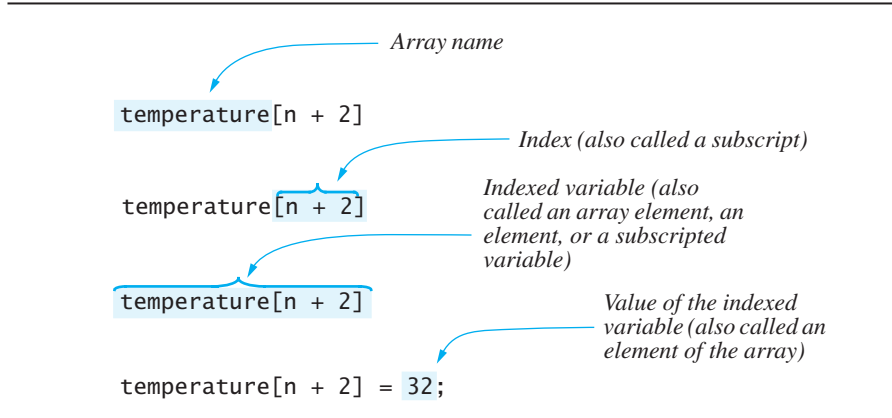 Array name
temperature[n + 2]
Index (also called a subscript)
temperature[n + 2]
Indexed variable (also
called an array element, an
element, or a subscripted
variable)
temperature[n + 2]
Value of the indexed
variable (also called an
element of the array)
temperature[n + 2] = 32;